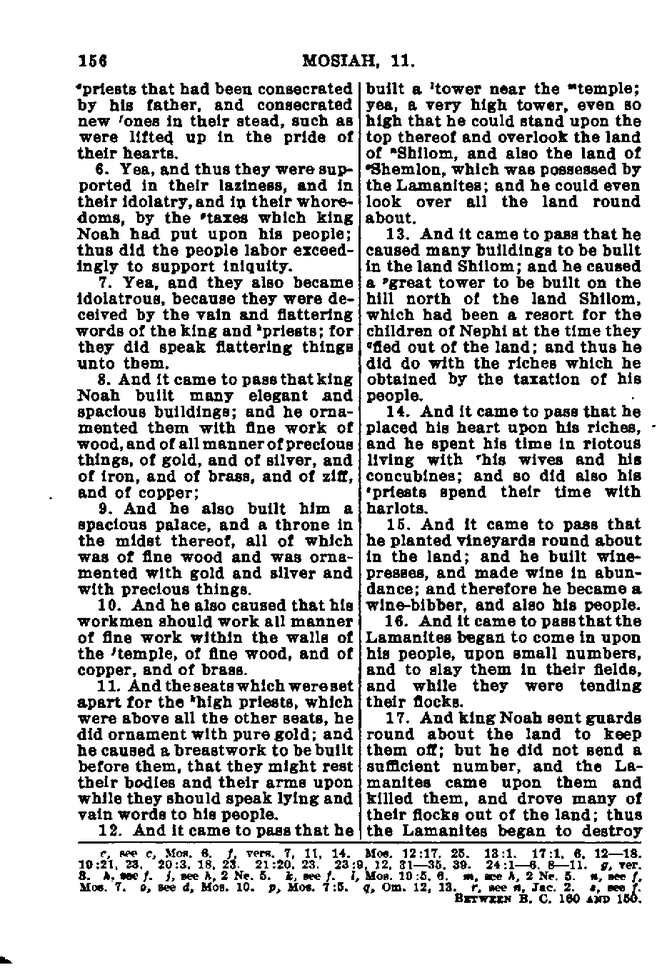 156
MOSIAH, 11.
ᵉpriests that had been consecrated
by his father, and consecrated
new ᶠones in their stead, such as
were lifted up in the pride of
their hearts.
6. Yea, and thus they were sup-
ported in their laziness, and in
their idolatry, and in their whore-
doms, by the ᵍtaxes which king
Noah had put upon his people;
thus did the people labor exceed-
ingly to support iniquity.
7. Yea, and they also became
idolatrous, because they were de-
ceived by the vain and flattering
words of the king and ʰpriests; for
they did speak flattering things
unto them.
8. And it came to pass that king
Noah built many elegant and
spacious buildings; and he orna-
mented them with fine work of
wood, and of all manner of precious
things, of gold, and of silver, and
of iron, and of brass, and of ziff,
and of copper;
9. And he also built him a
spacious palace, and a throne in
the midst thereof, all of which
was of fine wood and was orna-
mented with gold and silver and
with precious things.
10. And he also caused that his
workmen should work all manner
of fine work within the walls of
the ʲtemple, of fine wood, and of
copper, and of brass.
11. And the seats which were set
apart for the ᵏhigh priests, which
were above all the other seats, he
did ornament with pure gold; and
he caused a breastwork to be built
before them, that they might rest
their bodies and their arms upon
while they should speak lying and
vain words to his people.
12. And it came to pass that he
built a ˡtower near the ᵐtemple;
yea, a very high tower, even so
high that he could stand upon the
top thereof and overlook the land
of ⁿShilom, and also the land of
ᵒShemlon, which was possessed by
the Lamanites; and he could even
look over all the land round
about.
13. And it came to pass that he
caused many buildings to be built
in the land Shilom; and he caused
a ᵖgreat tower to be built on the
hill north of the land Shilom,
which had been a resort for the
children of Nephi at the time they
ᑫfled out of the land; and thus he
did do with the riches which he
obtained by the taxation of his
people.
14. And it came to pass that he
placed his heart upon his riches,
and he spent his time in riotous
living with ʳhis wives and his
concubines; and so did also his
ˢpriests spend their time with
harlots.
15. And it came to pass that
he planted vineyards round about
in the land; and he built wine-
presses, and made wine in abun-
dance; and therefore he became a
wine-bibber, and also his people.
16. And it came to pass that the
Lamanites began to come in upon
his people, upon small numbers,
and to slay them in their fields,
and while they were tending
their flocks.
17. And king Noah sent guards
round about the land to keep
them off; but he did not send a
sufficient number, and the La-
manites came upon them and
killed them, and drove many of
their flocks out of the land; thus
the Lamanites began to destroy
e, see c, Mos. 6. f, vers. 7, 11, 14. Mos. 12:17, 25. 13:1. 17:1, 6, 12—18.
19:21, 23. 20:3, 18, 23. 21:20, 23. 23:9, 12, 31—35, 39. 24:1—6, 8—11. g, ver.
8. h, see f. j, see h, 2 Ne. 5. k, see f. l, Mos. 19:5, 6. m, see h, 2 Ne. 5. n, see f,
Mos. 7. o, see d, Mos. 10. p, Mos. 7:5. q, Om. 12, 13. r, see n, Jac. 2. s, see f.
BETWEEN B. C. 160 AND 150.